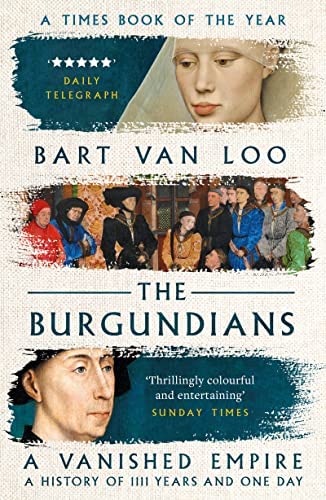 A TIMES BOOK OF THE YEAR
DAILY
TELEGRAPH
BART VAN LOO
THE
BURGUNDIANS
‘Thrillingly colourful
and entertaining’
SUNDAY TIMES
A VANISHED EMPIRE
A HISTORY OF 1111 YEARS AND ONE DAY